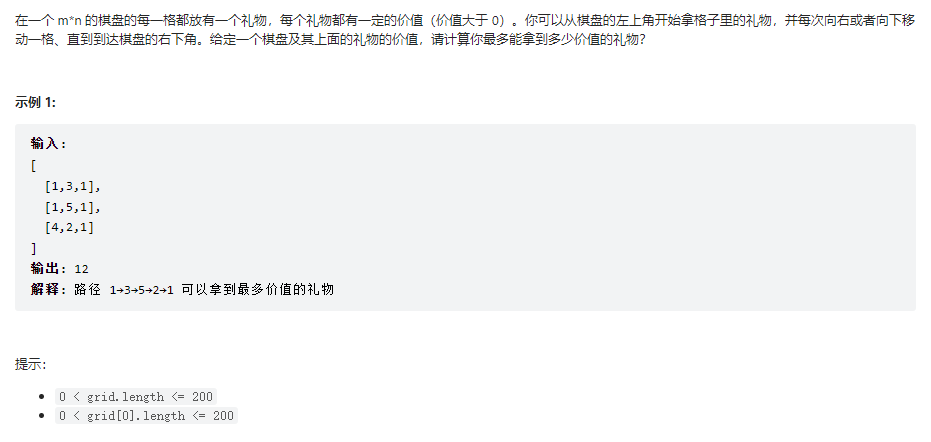 在一个 m*n 的棋盘的每一格都放有一个礼物，每个礼物都有一定的价值（价值大于 0）。你可以从棋盘的左上角开始拿格子里的礼物，并每次向右或者向下移
动一格、直到到达棋盘的右下角。给定一个棋盘及其上面的礼物的价值，请计算你最多能拿到多少价值的礼物？
示例 1:
输入:
[
[1,3,1],
[1,5,1],
[4,2,1]
]
输出: 12
解释: 路径 1→3→5→2→1 可以拿到最多价值的礼物
提示：
• 0 < grid.length <= 200
• 0 < grid[0].length <= 200